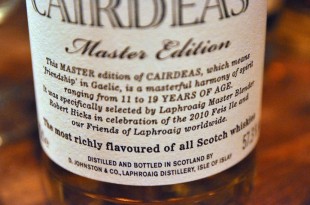 CAIRDEAS
Master Edition
This MASTER edition of CAIRDEAS, which means
'friendship' in Gaelic, is a masterful harmony of spirit
ranging from 11 to 19 YEARS OF AGE.
It was specifically selected by Laphroaig Master Blender
Robert Hicks in celebration of the 2010 Feis Ile and
our Friends of Laphroaig worldwide.
The most richly flavoured of all Scotch whiskies
DISTILLED AND BOTTLED IN SCOTLAND BY
D. JOHNSTON & CO., LAPHROAIG DISTILLERY, ISLE OF ISLAY